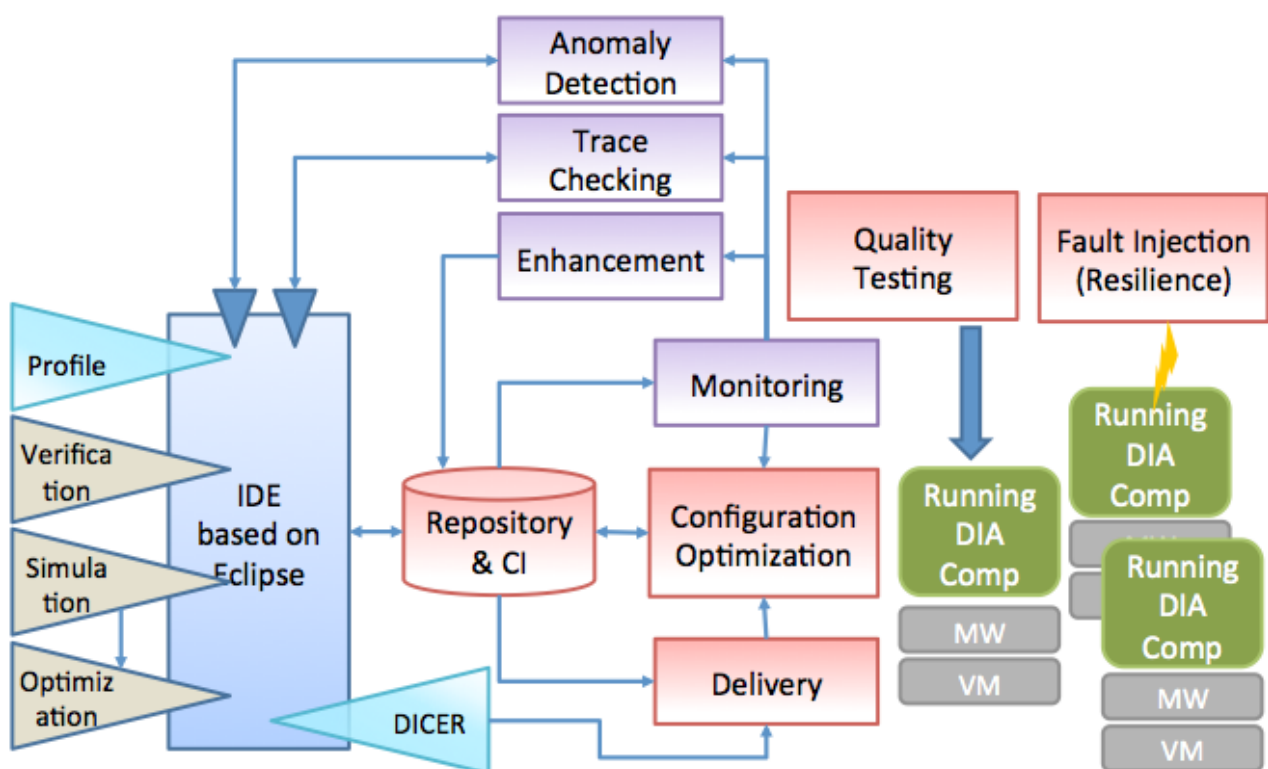 Anomaly
Detection
Trace
Checking
Enhancement
Quality
Testing
Fault Injection
(Resilience)
Profile
Monitoring
Verifica
tion
IDE
based on
Eclipse
Repository
& CI
Configuration
Optimization
Simula
tion
Optimiz
ation
DICER
Delivery
Running
DIA
Comp
MW
VM
Running
DIA
Comp
Running
DIA
Comp
MW
VM